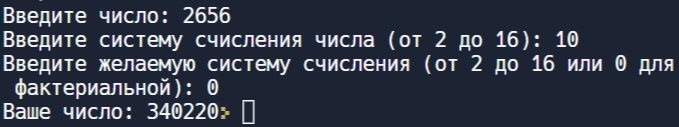 Введите число: 2656
Введите систему счисления числа (от 2 до 16): 10
Введите желаемую систему счисления (от 2 до 16 или 0 для
фактериальной): 0
Ваше число: 340220